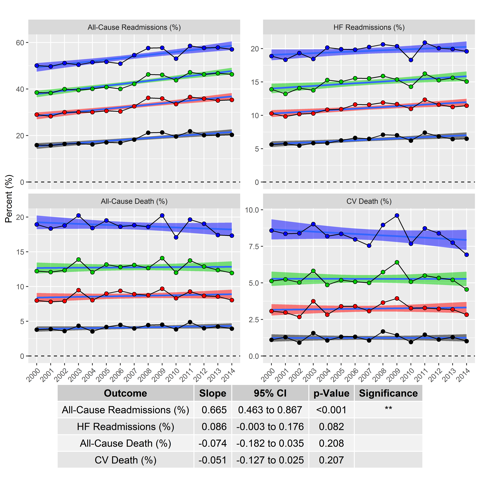 All-Cause Readmissions (%)
HF Readmissions (%)
60
40
20
0
20
15
10
5
0
Percent (%)
All-Cause Death (%)
CV Death (%)
20
15
10
5
0
10.0
7.5
5.0
2.5
0.0
2000 2001 2002 2003 2004 2005 2006 2007 2008 2009 2010 2011 2012 2013 2014
2000 2001 2002 2003 2004 2005 2006 2007 2008 2009 2010 2011 2012 2013 2014
Outcome Slope 95% CI p-Value Significance
All-Cause Readmissions (%) 0.665 0.463 to 0.867 <0.001 **
HF Readmissions (%) 0.086 -0.003 to 0.176 0.082
All-Cause Death (%) -0.074 -0.182 to 0.035 0.208
CV Death (%) -0.051 -0.127 to 0.025 0.207